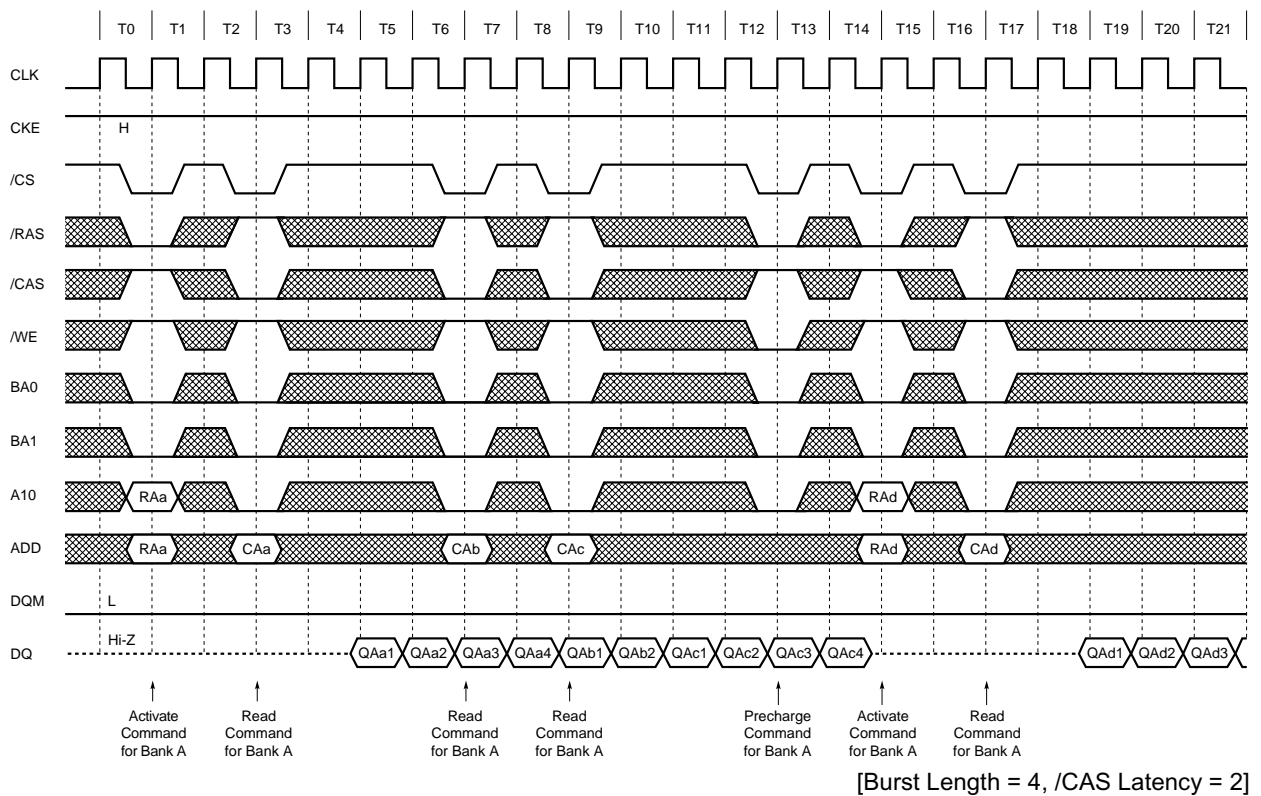 T0 T1 T2 T3 T4 T5 T6 T7 T8 T9 T10 T11 T12 T13 T14 T15 T16 T17 T18 T19 T20 T21
CLK
CKE H
/CS
/RAS
/CAS
/WE
BA0
BA1
A10 RAa RAd
ADD RAa CAa CAb CAc RAd CAd
DQM L
DQ Hi-Z QAa1 QAa2 QAa3 QAa4 QAb1 QAb2 QAc1 QAc2 QAc3 QAc4 QAd1 QAd2 QAd3
Activate
Command
for Bank A
Read
Command
for Bank A
Read
Command
for Bank A
Read
Command
for Bank A
Precharge
Command
for Bank A
Activate
Command
for Bank A
Read
Command
for Bank A
[Burst Length = 4, /CAS Latency = 2]